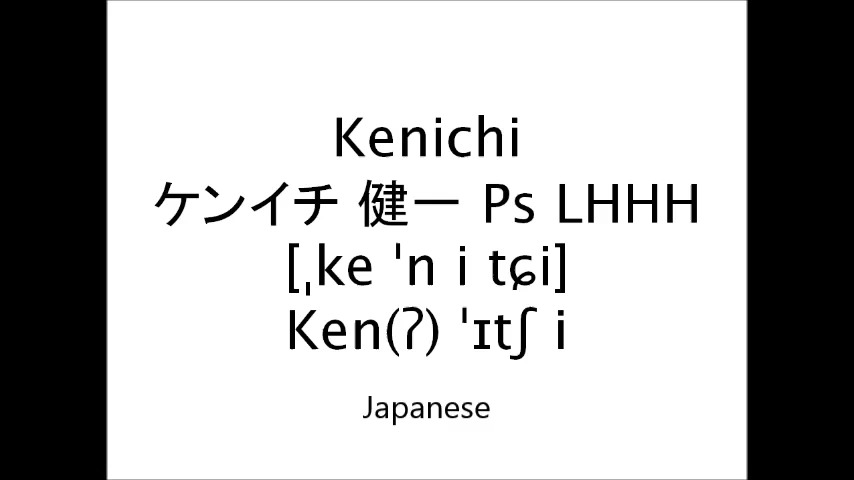 Kenichi
ケンイチ 健一 Ps LHHH
[ˌke ˈn i tɕi]
Ken(ʔ) ˈɪtʃ i
Japanese